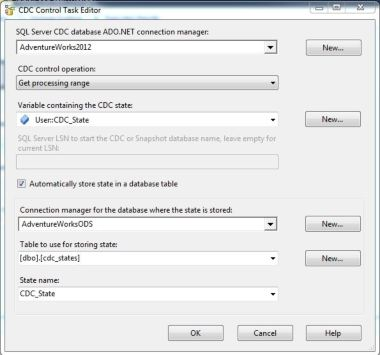 CDC Control Task Editor
SQL Server CDC database ADO.NET connection manager:
AdventureWorks2012
New...
CDC control operation:
Get processing range
Variable containing the CDC state:
User::CDC_State
New...
SQL Server LSN to start the CDC or Snapshot database name, leave empty for
current LSN:
Automatically store state in a database table
Connection manager for the database where the state is stored:
AdventureWorksODS
New...
Table to use for storing state:
[dbo].[cdc_states]
New...
State name:
CDC_State
OK
Cancel
Help